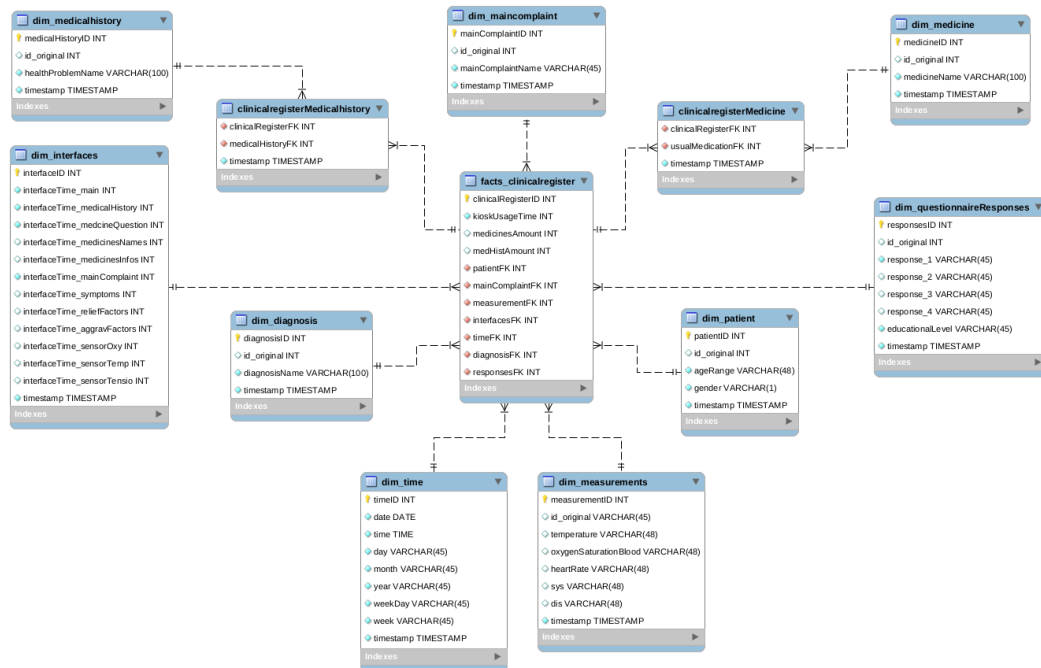 dim_medicalhistory
medicalHistoryID INT
id_original INT
healthProblemName VARCHAR(100)
timestamp TIMESTAMP
Indexes
dim_maincomplaint
mainComplaintID INT
id_original INT
mainComplaintName VARCHAR(45)
timestamp TIMESTAMP
Indexes
dim_medicine
medicineID INT
id_original INT
medicineName VARCHAR(100)
timestamp TIMESTAMP
Indexes
clinicalregisterMedicalhistory
clinicalRegisterFK INT
medicalHistoryFK INT
timestamp TIMESTAMP
Indexes
clinicalregisterMedicine
clinicalRegisterFK INT
usualMedicationFK INT
timestamp TIMESTAMP
Indexes
dim_interfaces
interfaceID INT
interfaceTime_main INT
interfaceTime_medicalHistory INT
interfaceTime_medcineQuestion INT
interfaceTime_medicinesNames INT
interfaceTime_medicinesInfos INT
interfaceTime_mainComplaint INT
interfaceTime_symptoms INT
interfaceTime_reliefFactors INT
interfaceTime_aggravFactors INT
interfaceTime_sensorOxy INT
interfaceTime_sensorTemp INT
interfaceTime_sensorTensio INT
timestamp TIMESTAMP
Indexes
facts_clinicalregister
clinicalRegisterID INT
kioskUsageTime INT
medicinesAmount INT
medHistAmount INT
patientFK INT
mainComplaintFK INT
measurementFK INT
interfacesFK INT
timeFK INT
diagnosisFK INT
responsesFK INT
Indexes
dim_questionnaireResponses
responsesID INT
id_original INT
response_1 VARCHAR(45)
response_2 VARCHAR(45)
response_3 VARCHAR(45)
response_4 VARCHAR(45)
educationalLevel VARCHAR(45)
timestamp TIMESTAMP
Indexes
dim_diagnosis
diagnosisID INT
id_original INT
diagnosisName VARCHAR(100)
timestamp TIMESTAMP
Indexes
dim_patient
patientID INT
id_original INT
ageRange VARCHAR(48)
gender VARCHAR(1)
timestamp TIMESTAMP
Indexes
dim_time
timeID INT
date DATE
time TIME
day VARCHAR(45)
month VARCHAR(45)
year VARCHAR(45)
weekDay VARCHAR(45)
week VARCHAR(45)
timestamp TIMESTAMP
Indexes
dim_measurements
measurementID INT
id_original VARCHAR(45)
temperature VARCHAR(48)
oxygenSaturationBlood VARCHAR(48)
heartRate VARCHAR(48)
sys VARCHAR(48)
dis VARCHAR(48)
timestamp TIMESTAMP
Indexes